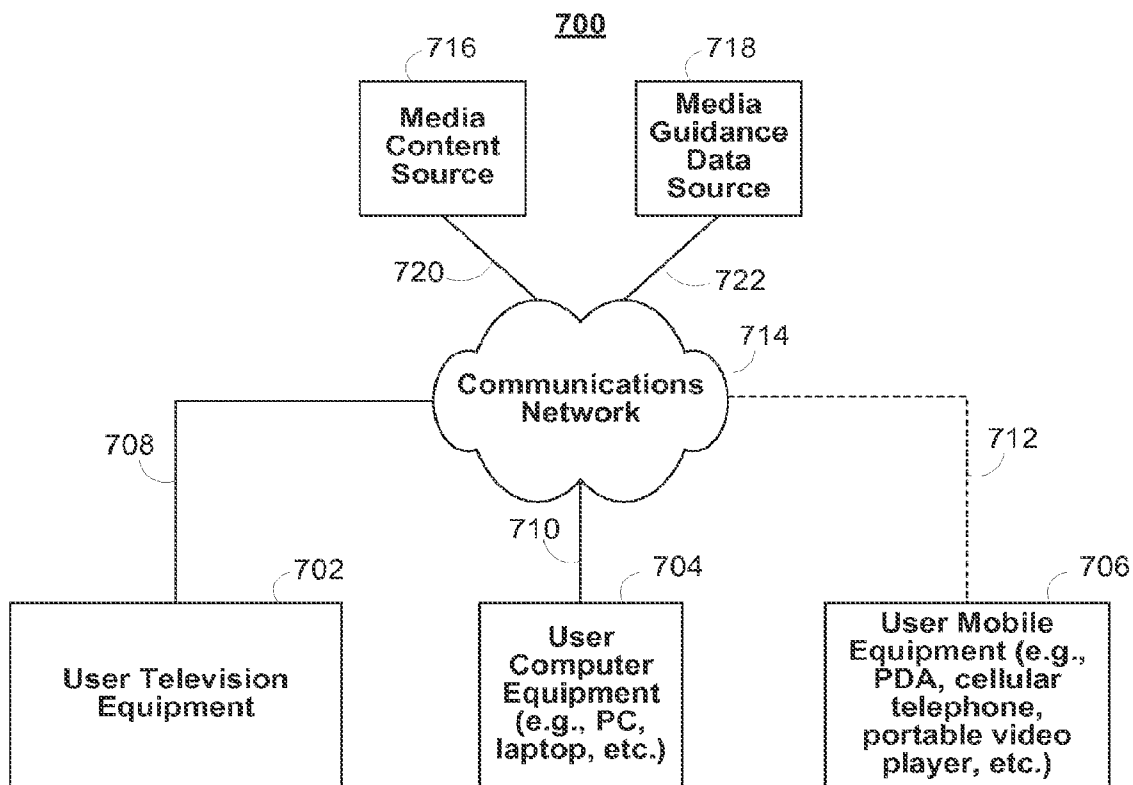 700
716
718
Media
Content
Source
Media
Guidance
Data
Source
720
722
714
Communications
Network
708
712
710
702
704
706
User Television
Equipment
User
Computer
Equipment
(e.g., PC,
laptop, etc.)
User Mobile
Equipment (e.g.,
PDA, cellular
telephone,
portable video
player, etc.)